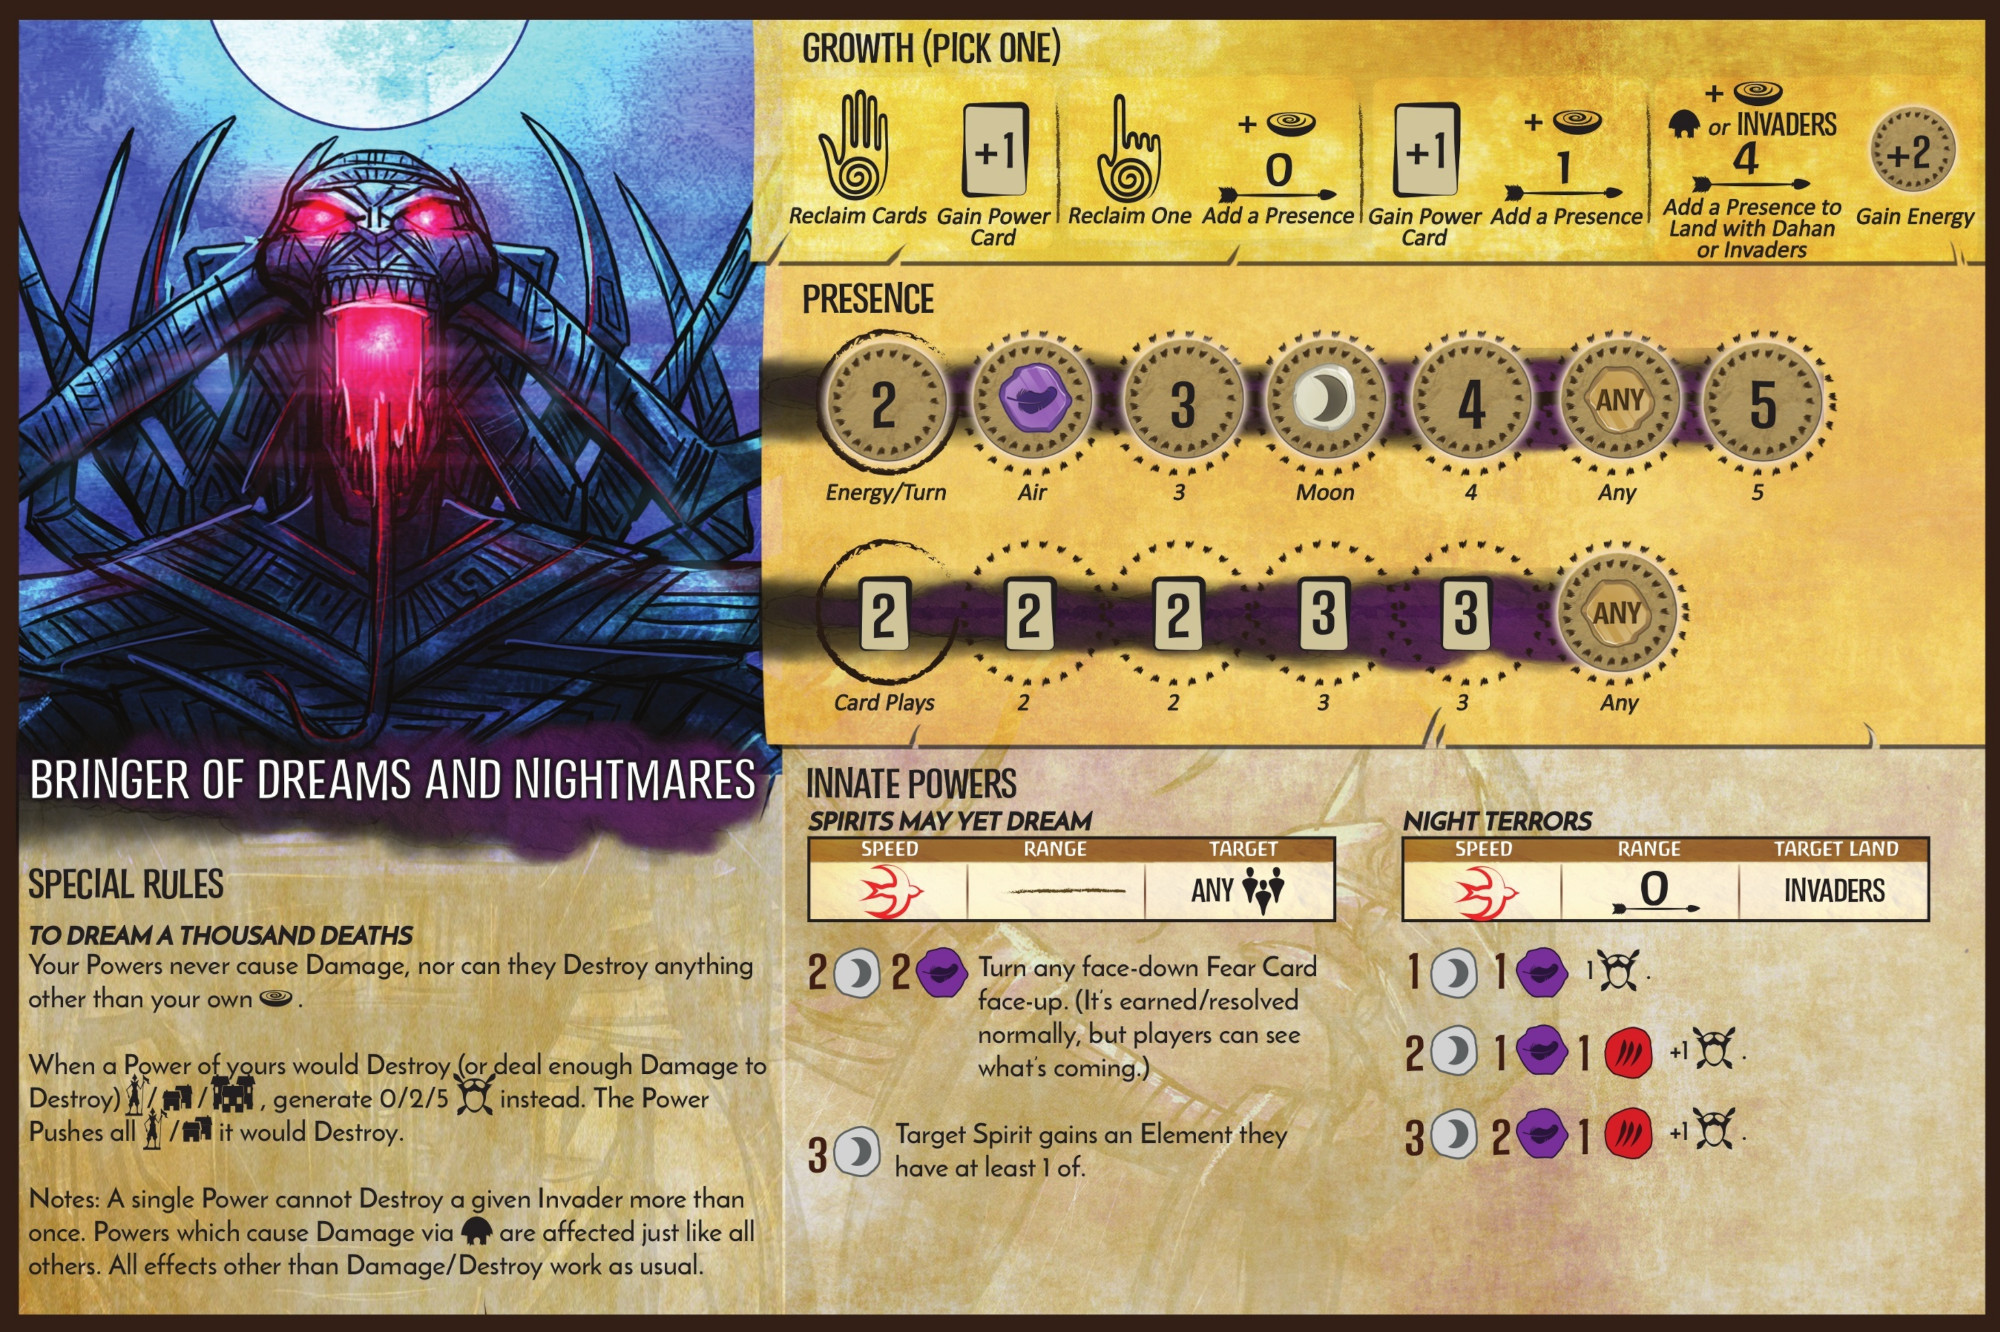 GROWTH (PICK ONE)
Reclaim Cards
+1
Gain Power
Card
Reclaim One
+
0
Add a Presence
+1
Gain Power
Card
+
1
Add a Presence
+
or INVADERS
4
Add a Presence to
Land with Dahan
or Invaders
+2
Gain Energy
PRESENCE
2 3 4 ANY 5
Energy/Turn Air 3 Moon 4 Any 5
2 2 2 3 3 ANY
Card Plays 2 2 3 3 Any
BRINGER OF DREAMS AND NIGHTMARES
SPECIAL RULES
TO DREAM A THOUSAND DEATHS
Your Powers never cause Damage, nor can they Destroy anything
other than your own .
When a Power of yours would Destroy (or deal enough Damage to
Destroy) / / , generate 0/2/5 instead. The Power
Pushes all / it would Destroy.
Notes: A single Power cannot Destroy a given Invader more than
once. Powers which cause Damage via are affected just like all
others. All effects other than Damage/Destroy work as usual.
INNATE POWERS
SPIRITS MAY YET DREAM
SPEED RANGE TARGET
ANY
2 2 Turn any face-down Fear Card
face-up. (It's earned/resolved
normally, but players can see
what's coming.)
3 Target Spirit gains an Element they
have at least 1 of.
NIGHT TERRORS
SPEED RANGE TARGET LAND
0 INVADERS
1 1 1 .
2 1 1 +1 .
3 2 1 +1 .